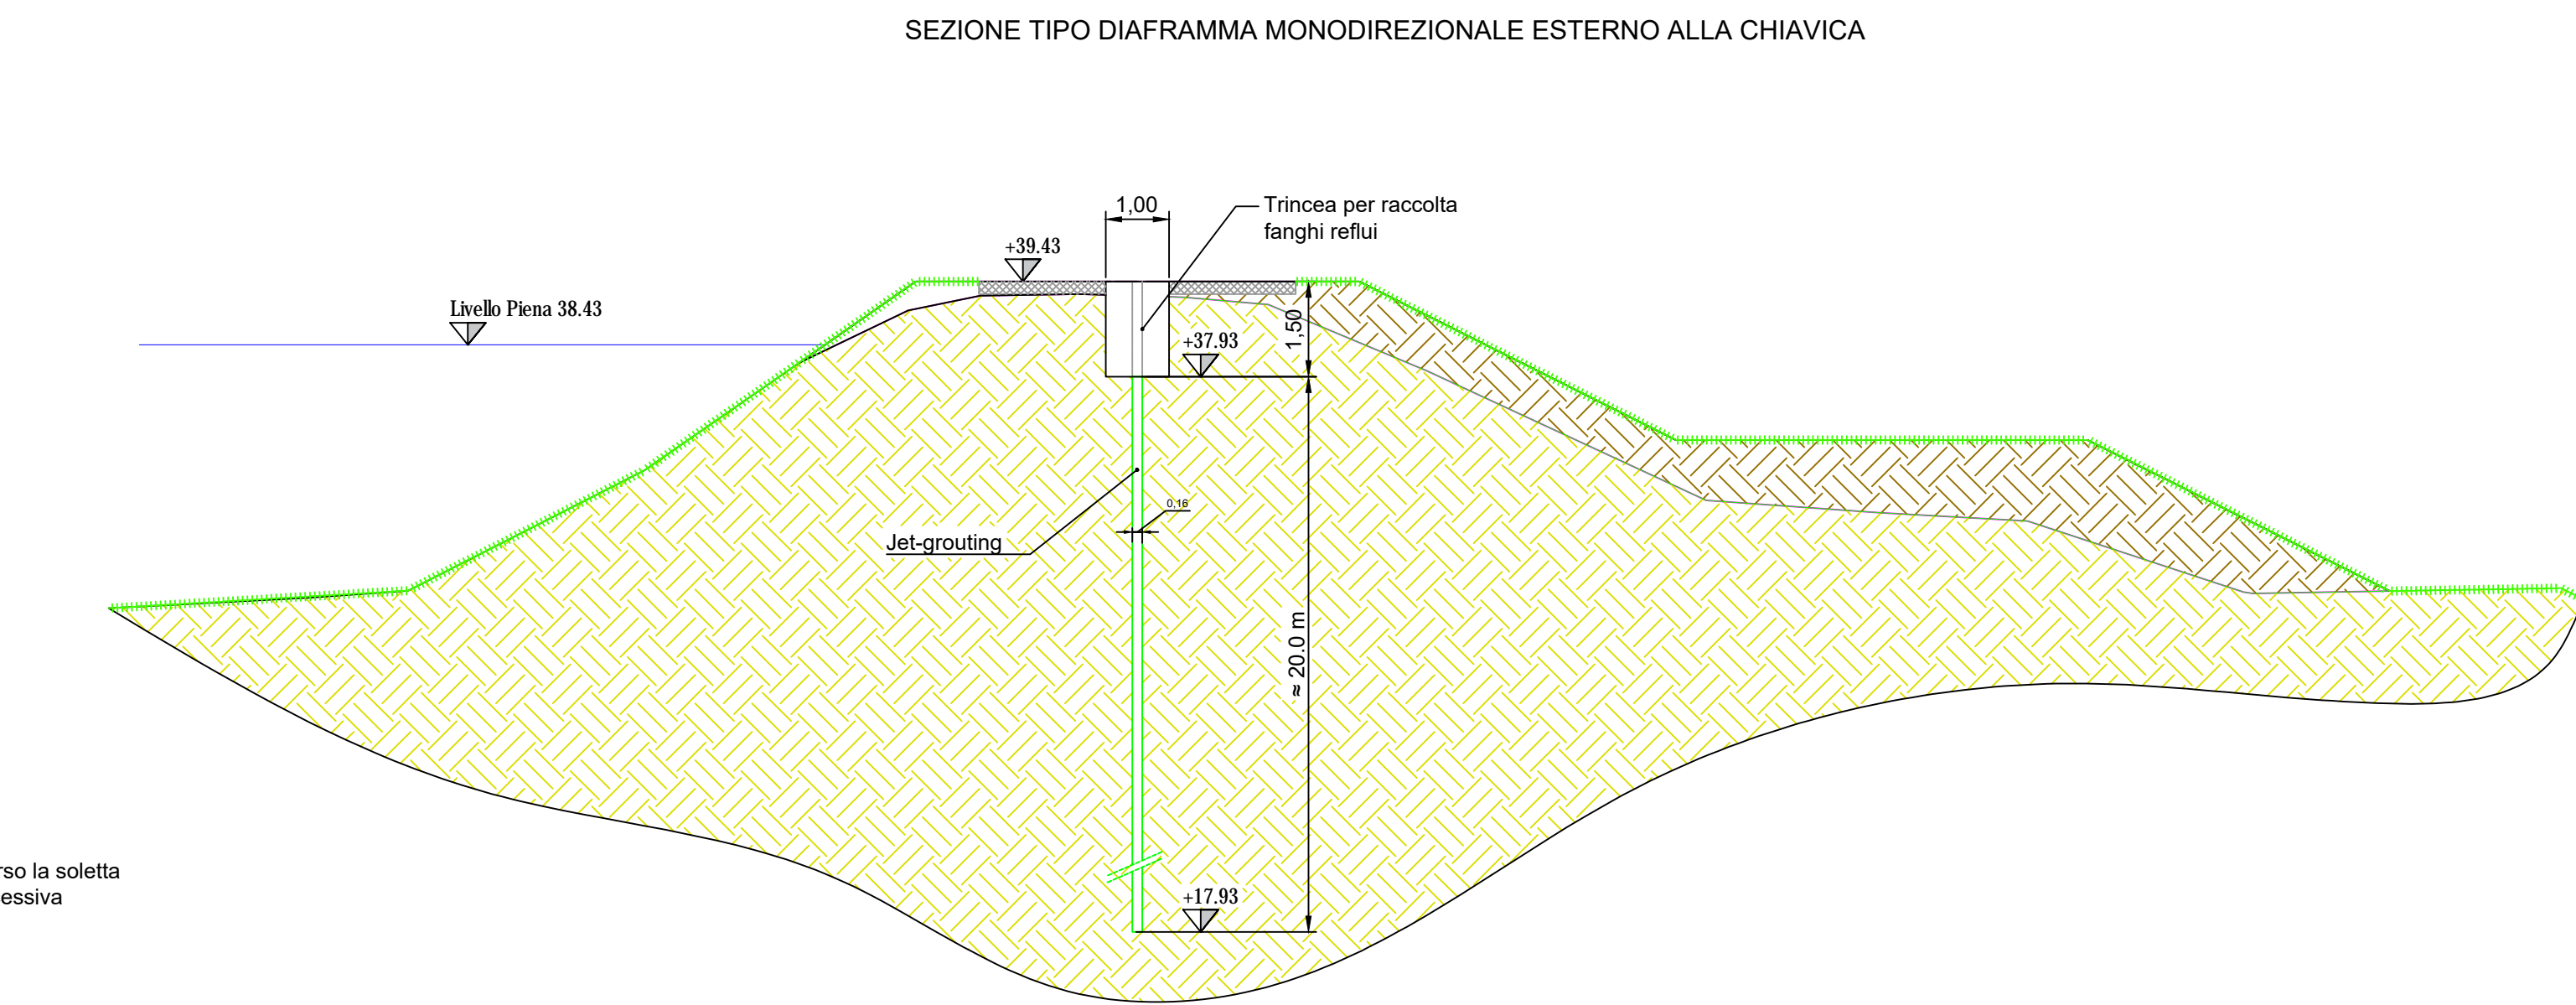 SEZIONE TIPO DIAFRAMMA MONODIREZIONALE ESTERNO ALLA CHIAVICA
1,00
Trincea per raccolta
fanghi reflui
+39.43
Livello Piena 38.43
1,50
+37.93
0,16
Jet-grouting
≈ 20.0 m
rso la soletta
essiva
+17.93